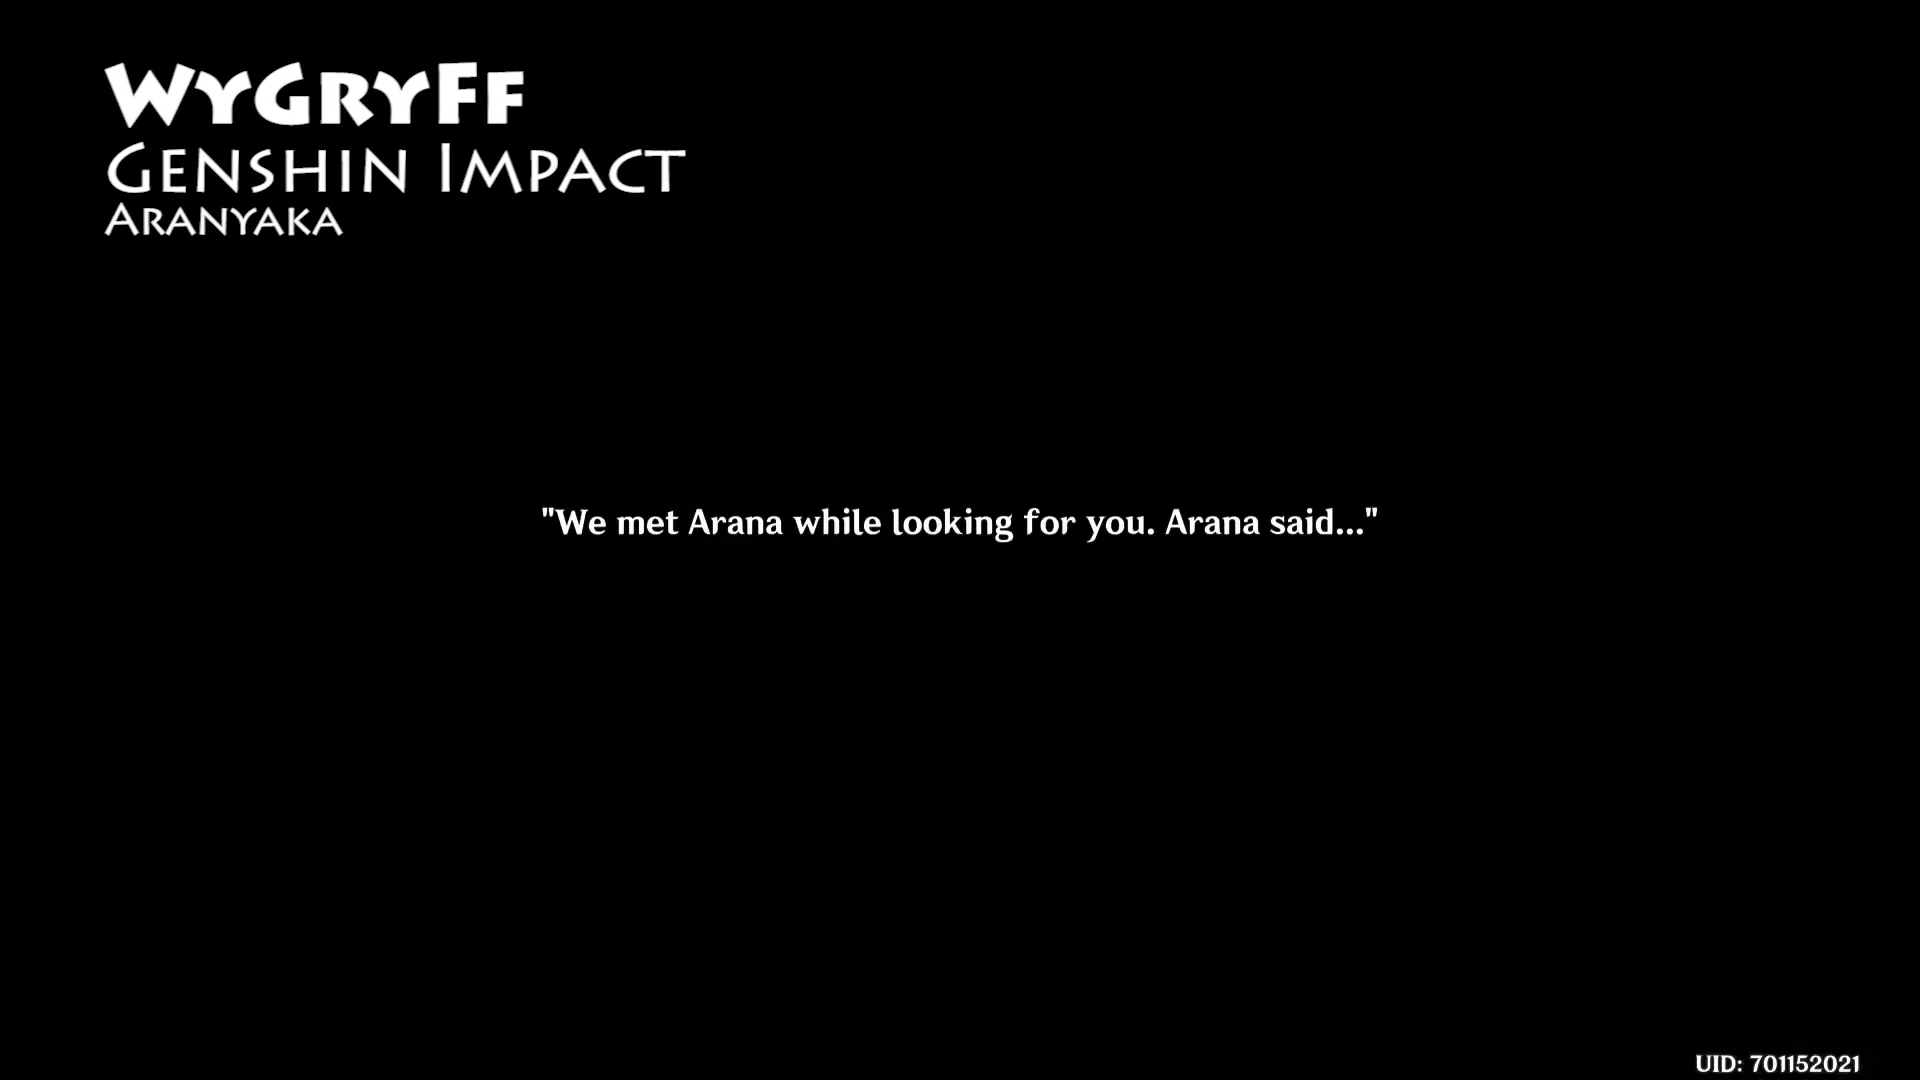 WyGryFf
Genshin Impact
Aranyaka
"We met Arana while looking for you. Arana said..."
UID: 701152021